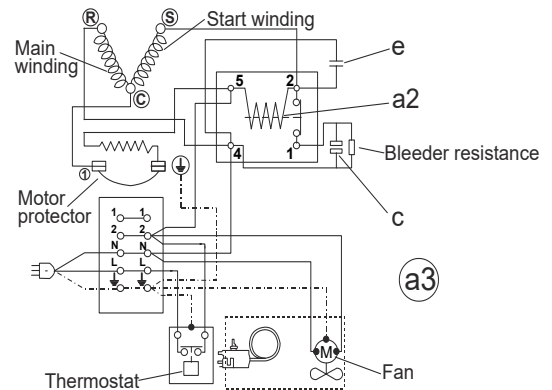 R
S
Start winding
Main
winding
C
e
5
2
a2
4
1
Bleeder resistance
c
1
Motor
protector
1
1
2
2
N
N
L
L
a3
M
Fan
Thermostat